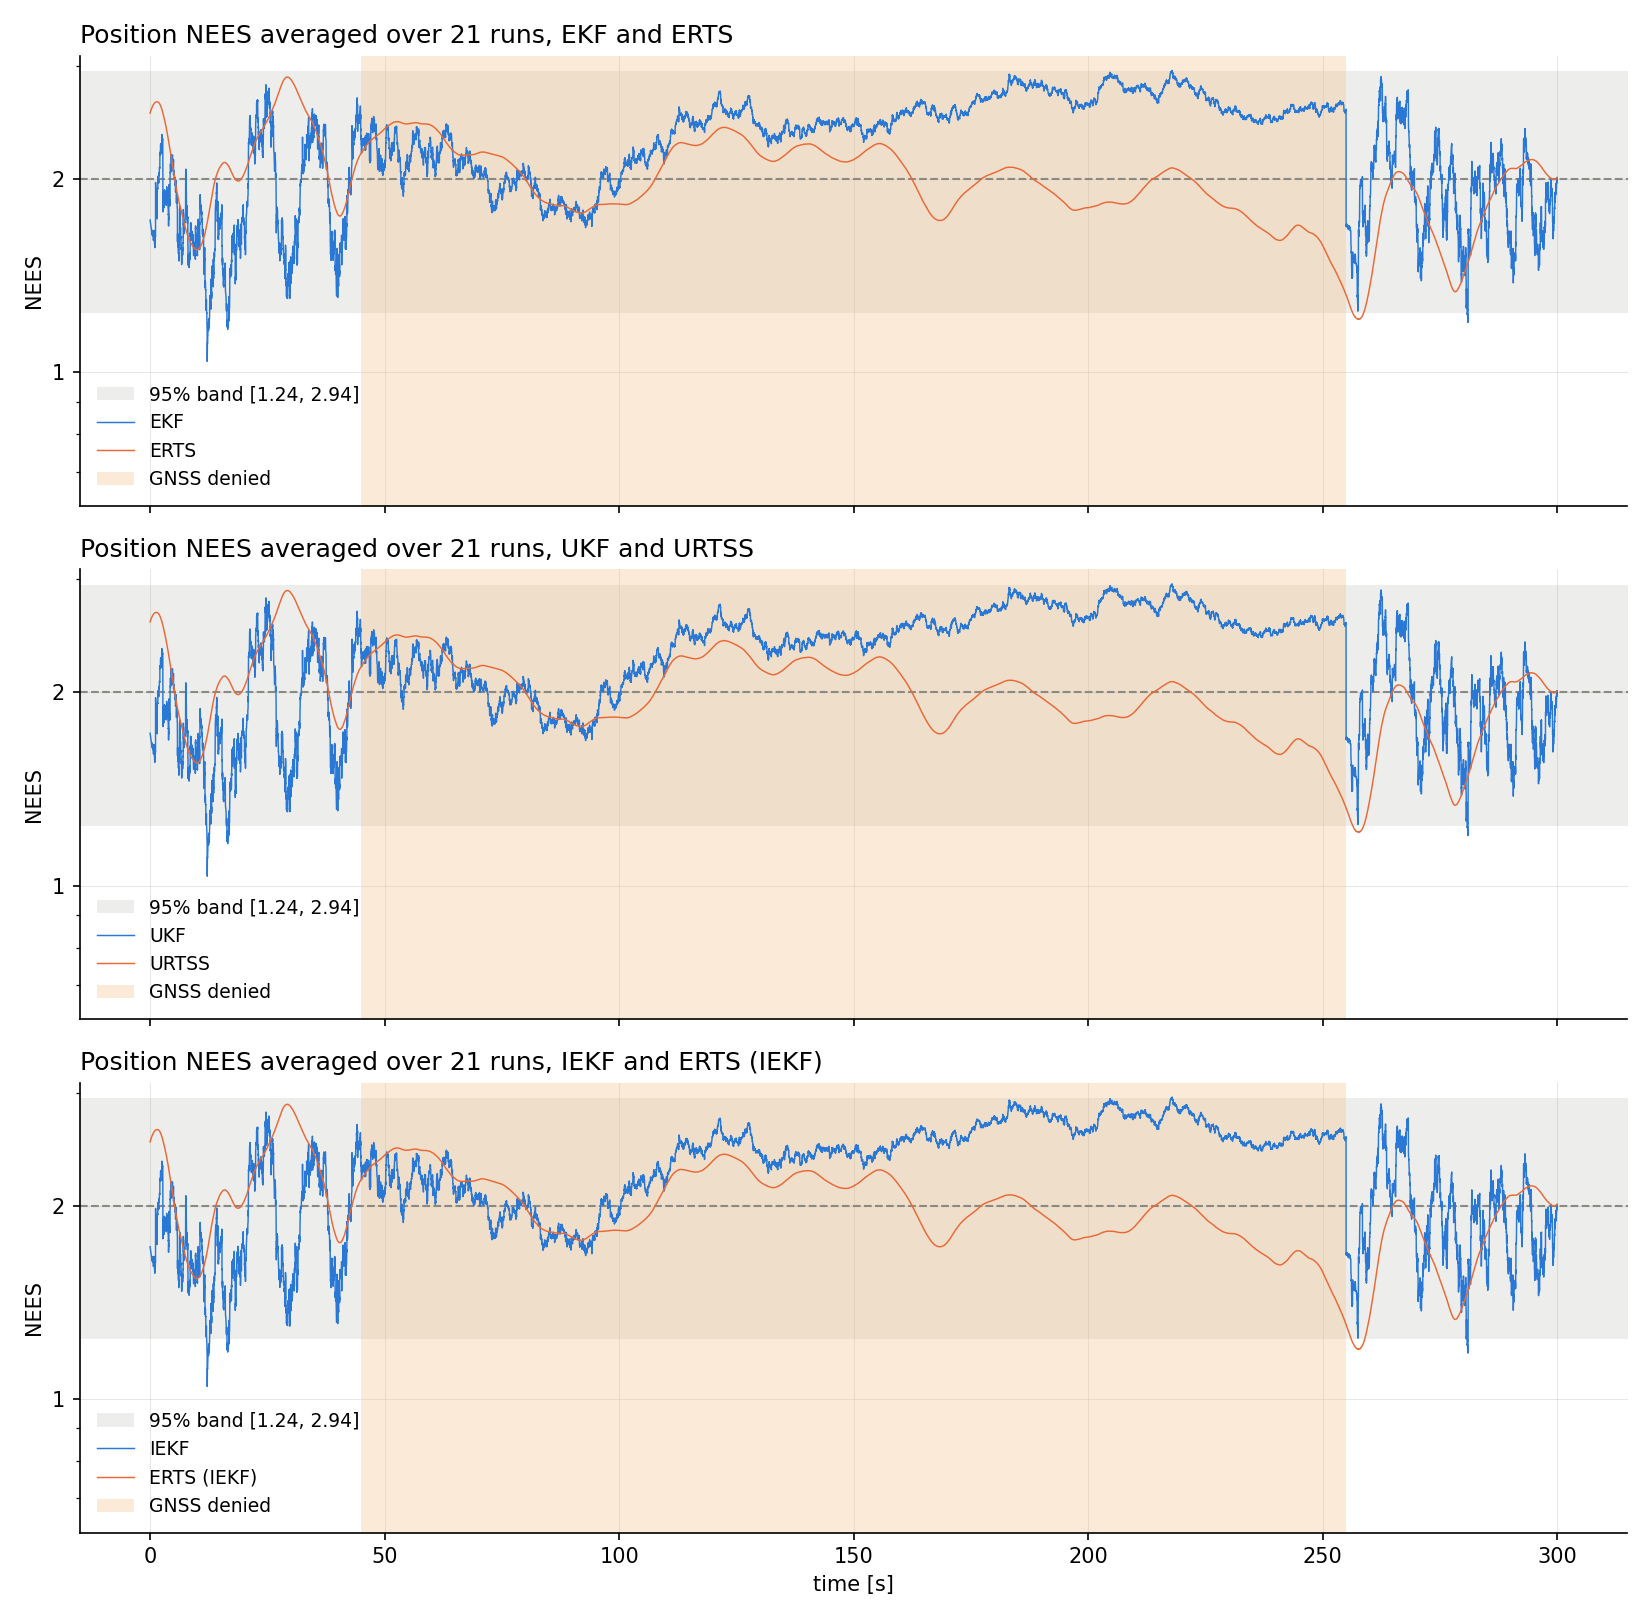 Position NEES averaged over 21 runs, EKF and ERTS
NEES
2
1
95% band [1.24, 2.94]
EKF
ERTS
GNSS denied
Position NEES averaged over 21 runs, UKF and URTSS
NEES
2
1
95% band [1.24, 2.94]
UKF
URTSS
GNSS denied
Position NEES averaged over 21 runs, IEKF and ERTS (IEKF)
NEES
2
1
95% band [1.24, 2.94]
IEKF
ERTS (IEKF)
GNSS denied
0 50 100 150 200 250 300
time [s]